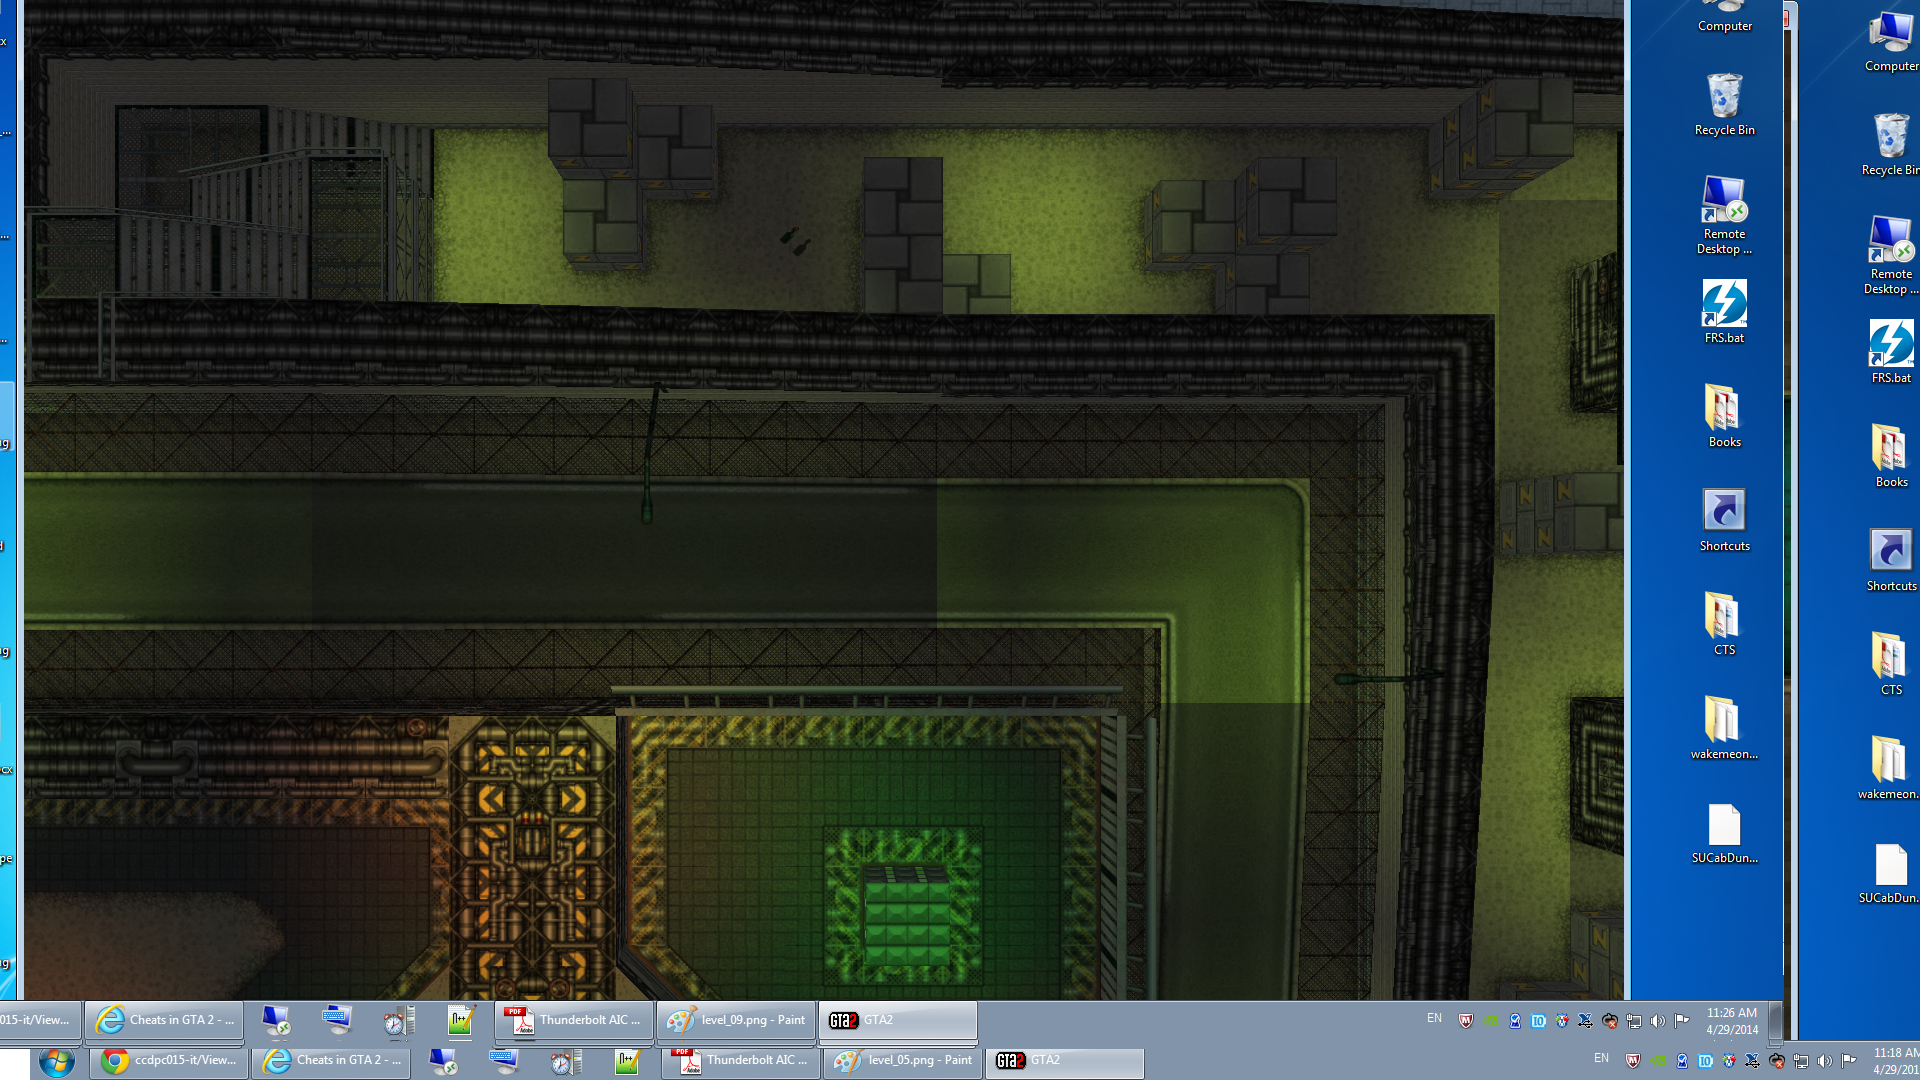 Computer
Recycle Bin
Remote
Desktop ...
FRS.bat
Books
Shortcuts
CTS
wakemeon...
SUCabDun...
Computer
Recycle Bin
Remote
Desktop ...
FRS.bat
Books
Shortcuts
CTS
wakemeon.
SUCabDun.
015-it/View...
Cheats in GTA 2 - ...
Thunderbolt AIC ...
level_09.png - Paint
GTA2
GTA2
EN
11:26 AM
4/29/2014
ccdpc015-it/View...
Cheats in GTA 2 - ...
Thunderbolt AIC ...
level_05.png - Paint
GTA2
GTA2
EN
11:18 AM
4/29/201